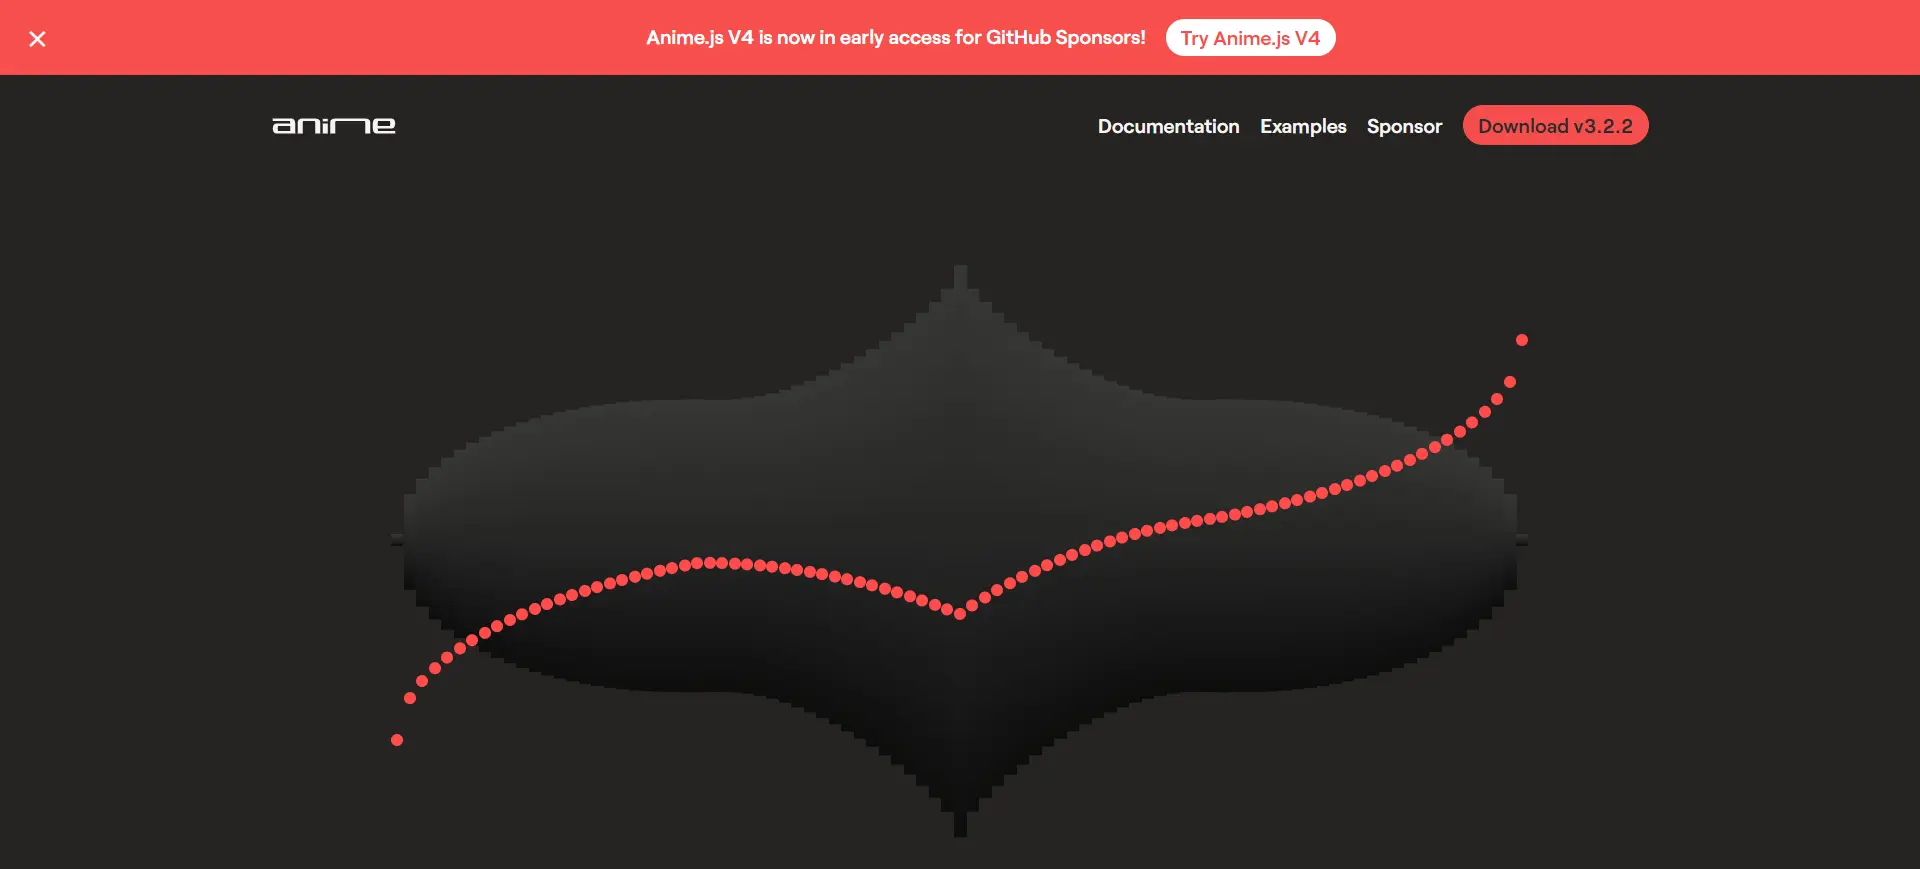 Anime.js V4 is now in early access for GitHub Sponsors! Try Anime.js V4
anime Documentation Examples Sponsor Download v3.2.2